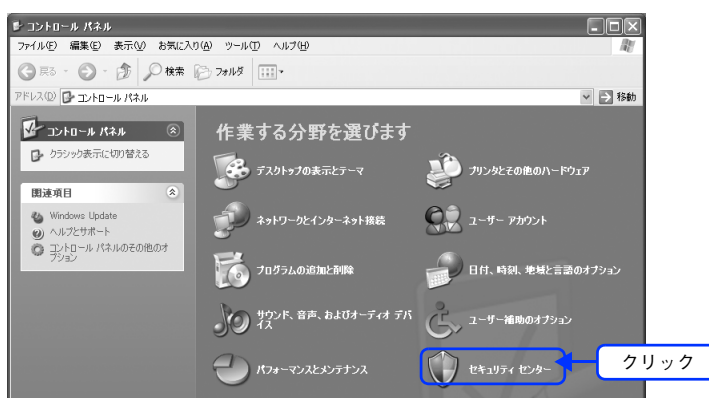 コントロール パネル
ファイル(F) 編集(E) 表示(V) お気に入り(A) ツール(T) ヘルプ(H)
戻る 検索 フォルダ
アドレス(D) コントロール パネル 移動
コントロール パネル
クラシック表示に切り替える
関連項目
Windows Update
ヘルプとサポート
コントロール パネルのその他のオ
プション
作業する分野を選びます
デスクトップの表示とテーマ
プリンタとその他のハードウェア
ネットワークとインターネット接続
ユーザー アカウント
プログラムの追加と削除
日付、時刻、地域と言語のオプション
サウンド、音声、およびオーディオ デバ
イス
ユーザー補助のオプション
パフォーマンスとメンテナンス
セキュリティ センター
クリック